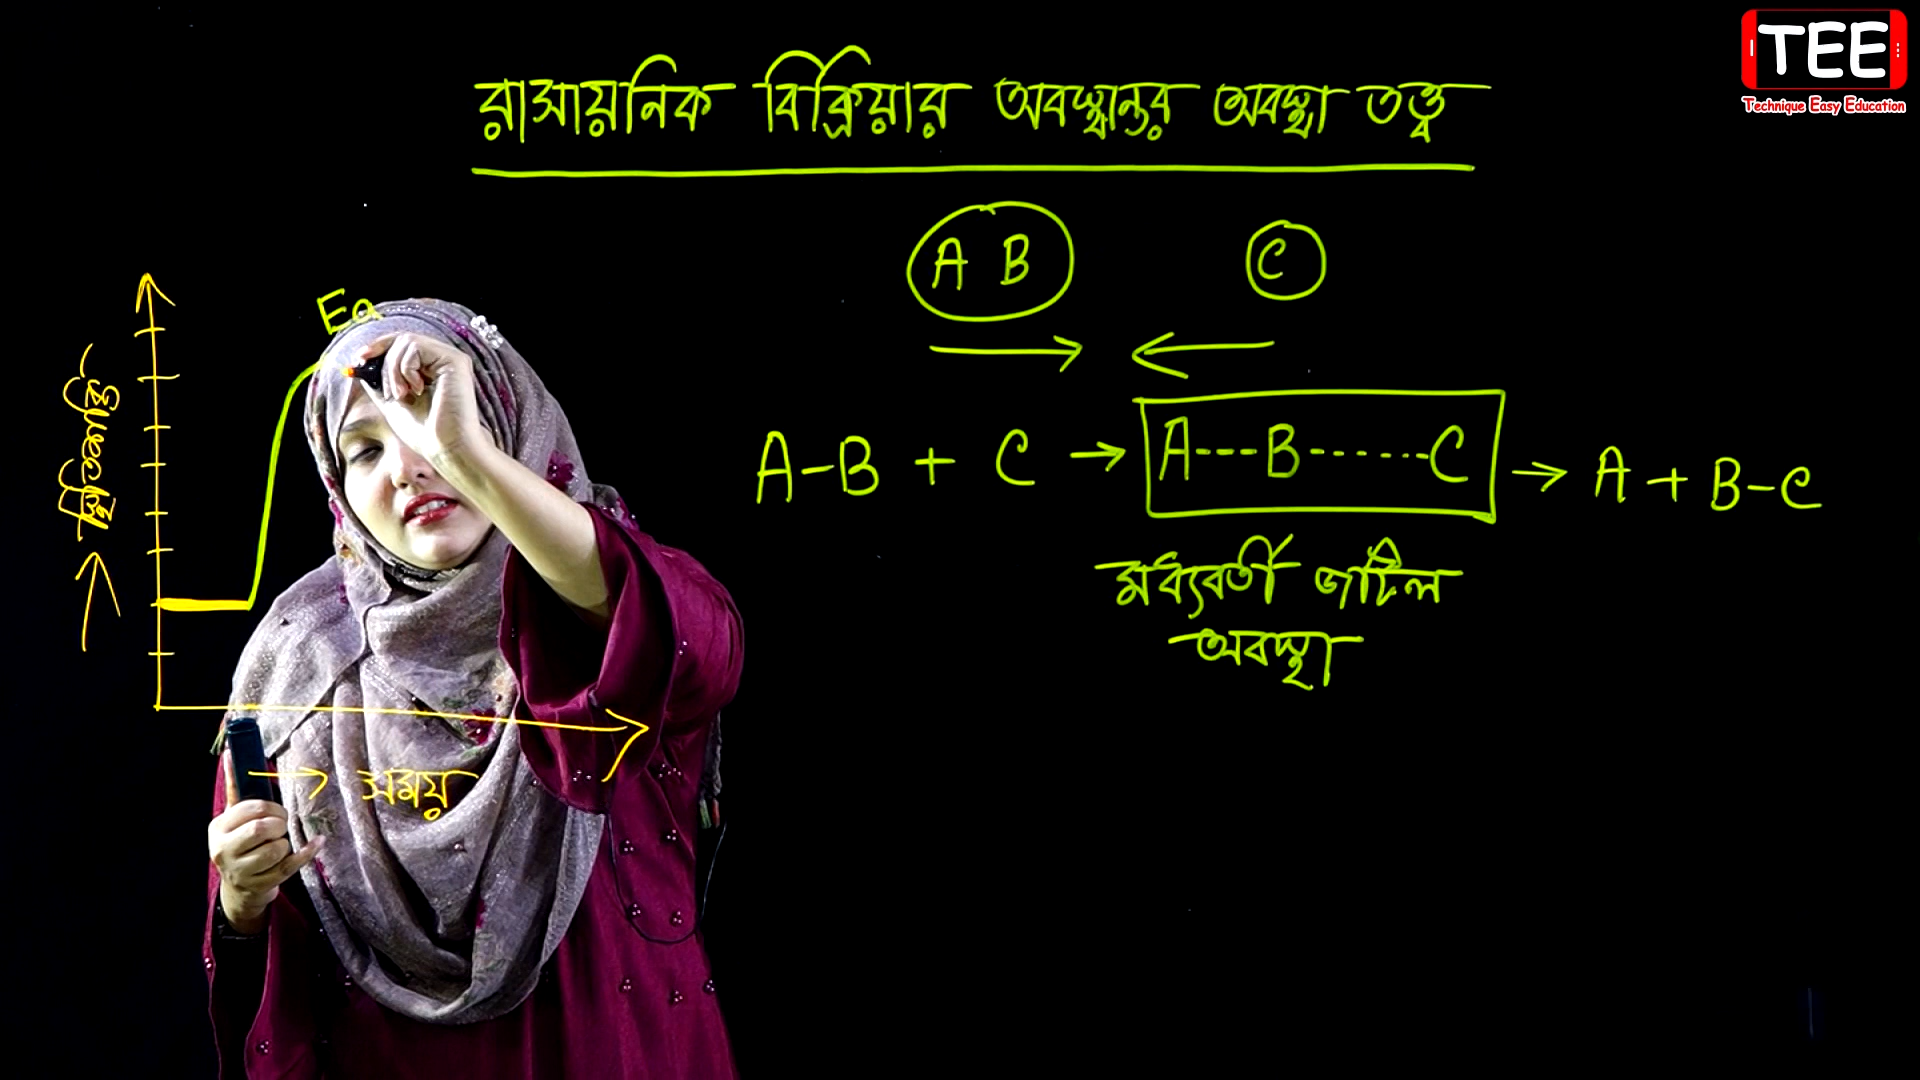 TEE
Technique Easy Education
রাসায়নিক বিক্রিয়ার অবস্থান্তর অবস্থা তত্ত্ব
A B
C
Ea
স্থিতিশক্তি
A-B + C → A---B------C → A + B-C
মধ্যবর্তী জটিল
অবস্থা
→ সময়